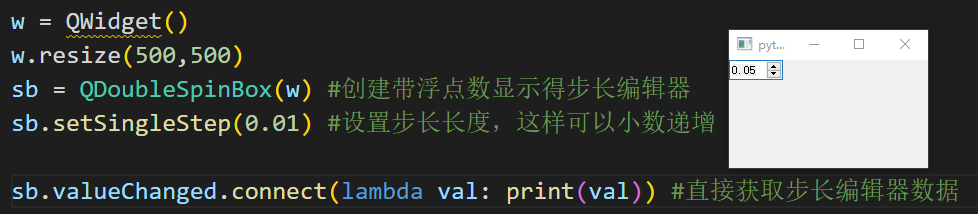 w = QWidget()
w.resize(500,500)
sb = QDoubleSpinBox(w) #创建带浮点数显示得步长编辑器
sb.setSingleStep(0.01) #设置步长长度，这样可以小数递增
sb.valueChanged.connect(lambda val: print(val)) #直接获取步长编辑器数据
pyt...
0.05